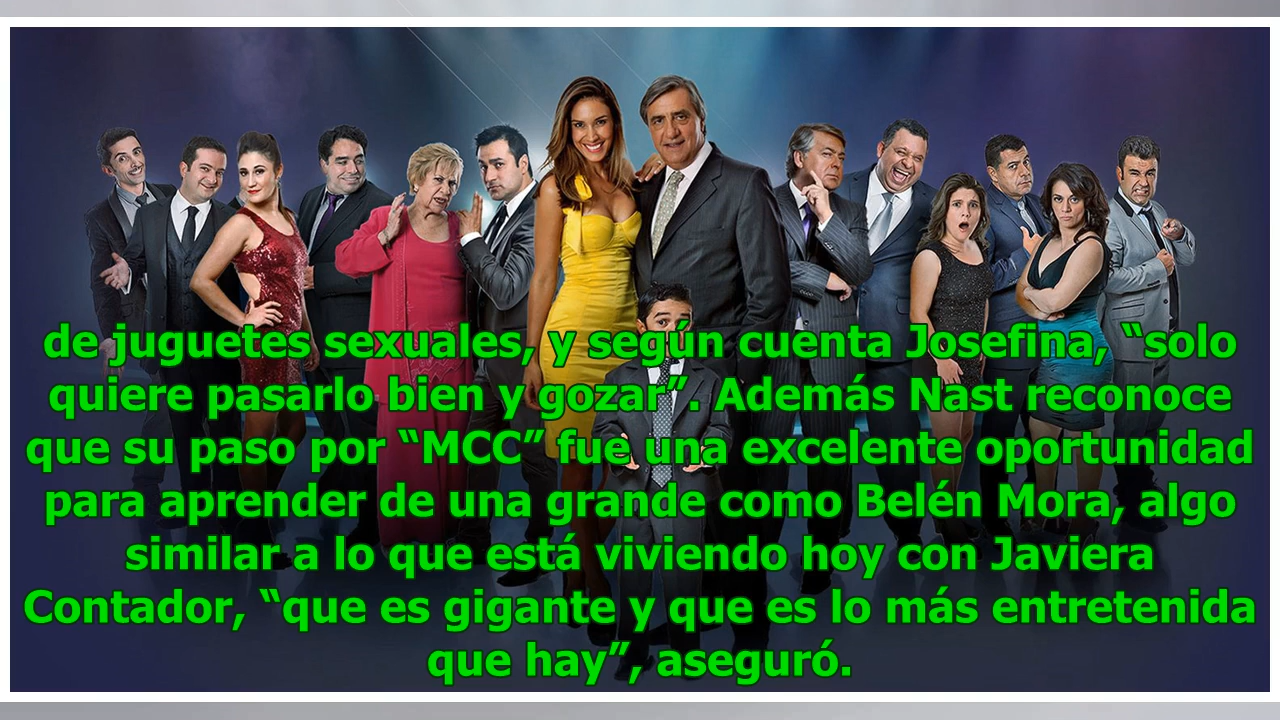 de juguetes sexuales, y según cuenta Josefina, “solo
quiere pasarlo bien y gozar”. Además Nast reconoce
que su paso por “MCC” fue una excelente oportunidad
para aprender de una grande como Belén Mora, algo
similar a lo que está viviendo hoy con Javiera
Contador, “que es gigante y que es lo más entretenida
que hay”, aseguró.